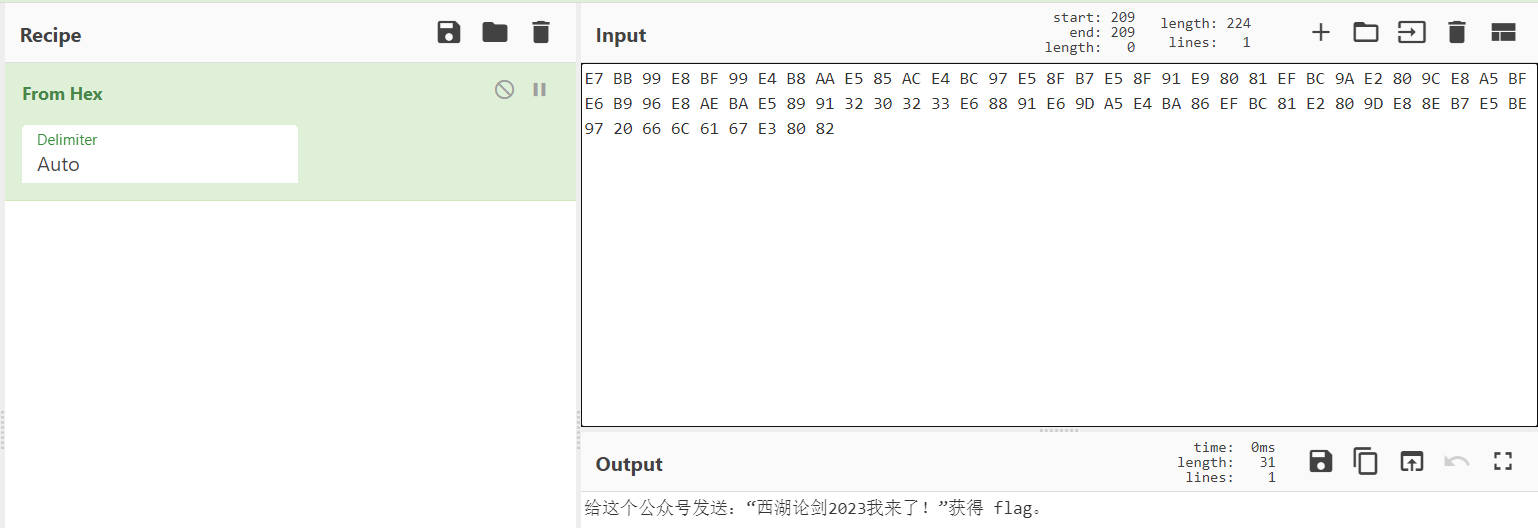 Recipe
From Hex
Delimiter
Auto
Input
start: 209
end: 209
length: 0
length: 224
lines: 1
E7 BB 99 E8 BF 99 E4 B8 AA E5 85 AC E4 BC 97 E5 8F B7 E5 8F 91 E9 80 81 EF BC 9A E2 80 9C E8 A5 BF
E6 B9 96 E8 AE BA E5 89 91 32 30 32 33 E6 88 91 E6 9D A5 E4 BA 86 EF BC 81 E2 80 9D E8 8E B7 E5 BE
97 20 66 6C 61 67 E3 80 82
Output
time: 0ms
length: 31
lines: 1
给这个公众号发送：“西湖论剑2023我来了！”获得 flag。